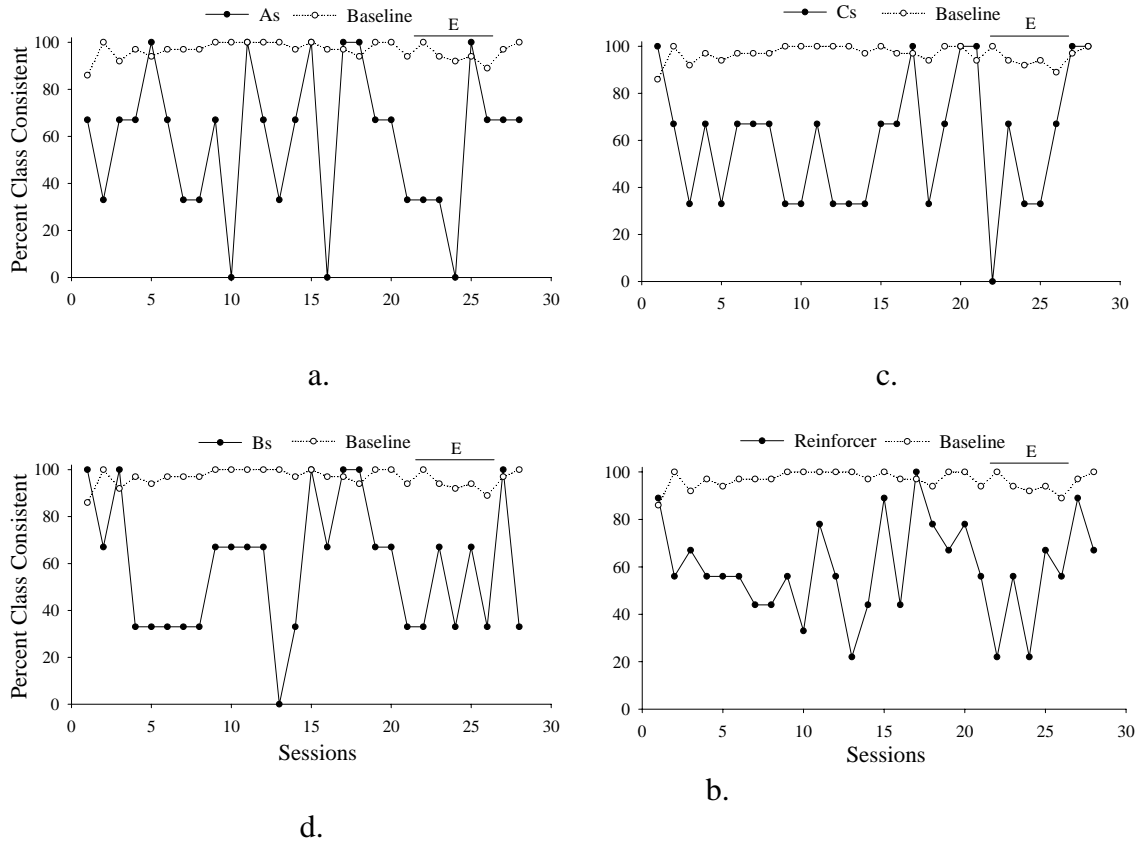 As Baseline
E
Percent Class Consistent
100
80
60
40
20
0
0 5 10 15 20 25 30
a.
Cs Baseline
E
100
80
60
40
20
0
0 5 10 15 20 25 30
c.
Bs Baseline
E
Percent Class Consistent
100
80
60
40
20
0
0 5 10 15 20 25 30
Sessions
d.
Reinforcer Baseline
E
100
80
60
40
20
0
0 5 10 15 20 25 30
Sessions
b.